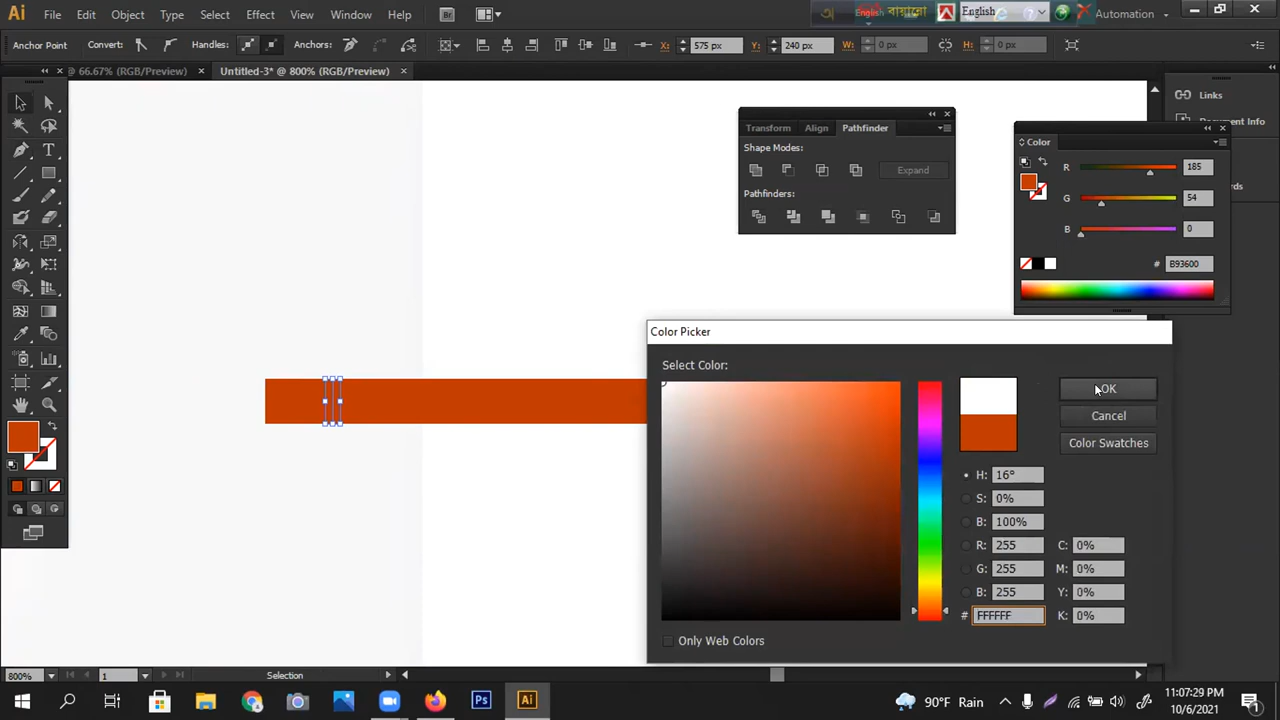 Ai File Edit Object Type Select Effect View Window Help Br English Automation
Anchor Point Convert: Handles: Anchors: X: 575 px Y: 240 px W: 0 px H: 0 px
@ 66.67% (RGB/Preview) × Untitled-3* @ 800% (RGB/Preview) ×
Links
Document Info
Transform Align Pathfinder
Shape Modes:
Expand
Pathfinders:
Color
R 185
G 54
B 0
# B93600
Color Picker
Select Color:
OK
Cancel
Color Swatches
H: 16°
S: 0%
B: 100%
R: 255 C: 0%
G: 255 M: 0%
B: 255 Y: 0%
# FFFFFF K: 0%
Only Web Colors
800% 1 Selection
Ps Ai 90°F Rain 11:07:29 PM
10/6/2021